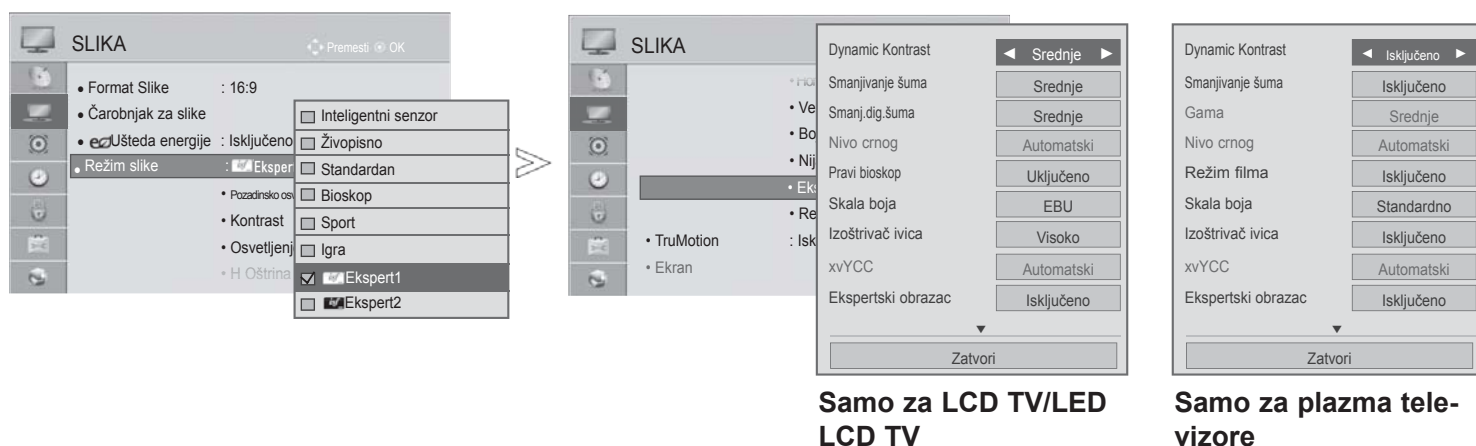 SLIKA
Premesti OK
• Format Slike : 16:9
• Čarobnjak za slike
• Ušteda energije : Isključeno
• Režim slike : Eksper
• Pozadinsko osv
• Kontrast
• Osvetljenj
• H Oštrina
Inteligentni senzor
Živopisno
Standardan
Bioskop
Sport
Igra
Ekspert1
Ekspert2
SLIKA
• Ve
• Bo
• Nij
• Eks
• Re
• TruMotion : Isk
• Ekran
Dynamic Kontrast ◄ Srednje ►
Smanjivanje šuma Srednje
Smanj.dig.šuma Srednje
Nivo crnog Automatski
Pravi bioskop Uključeno
Skala boja EBU
Izoštrivač ivica Visoko
xvYCC Automatski
Ekspertski obrazac Isključeno
▼
Zatvori
Samo za LCD TV/LED
LCD TV
Dynamic Kontrast ◄ Isključeno ►
Smanjivanje šuma Isključeno
Gama Srednje
Nivo crnog Automatski
Režim filma Isključeno
Skala boja Standardno
Izoštrivač ivica Isključeno
xvYCC Automatski
Ekspertski obrazac Isključeno
▼
Zatvori
Samo za plazma tele-
vizore